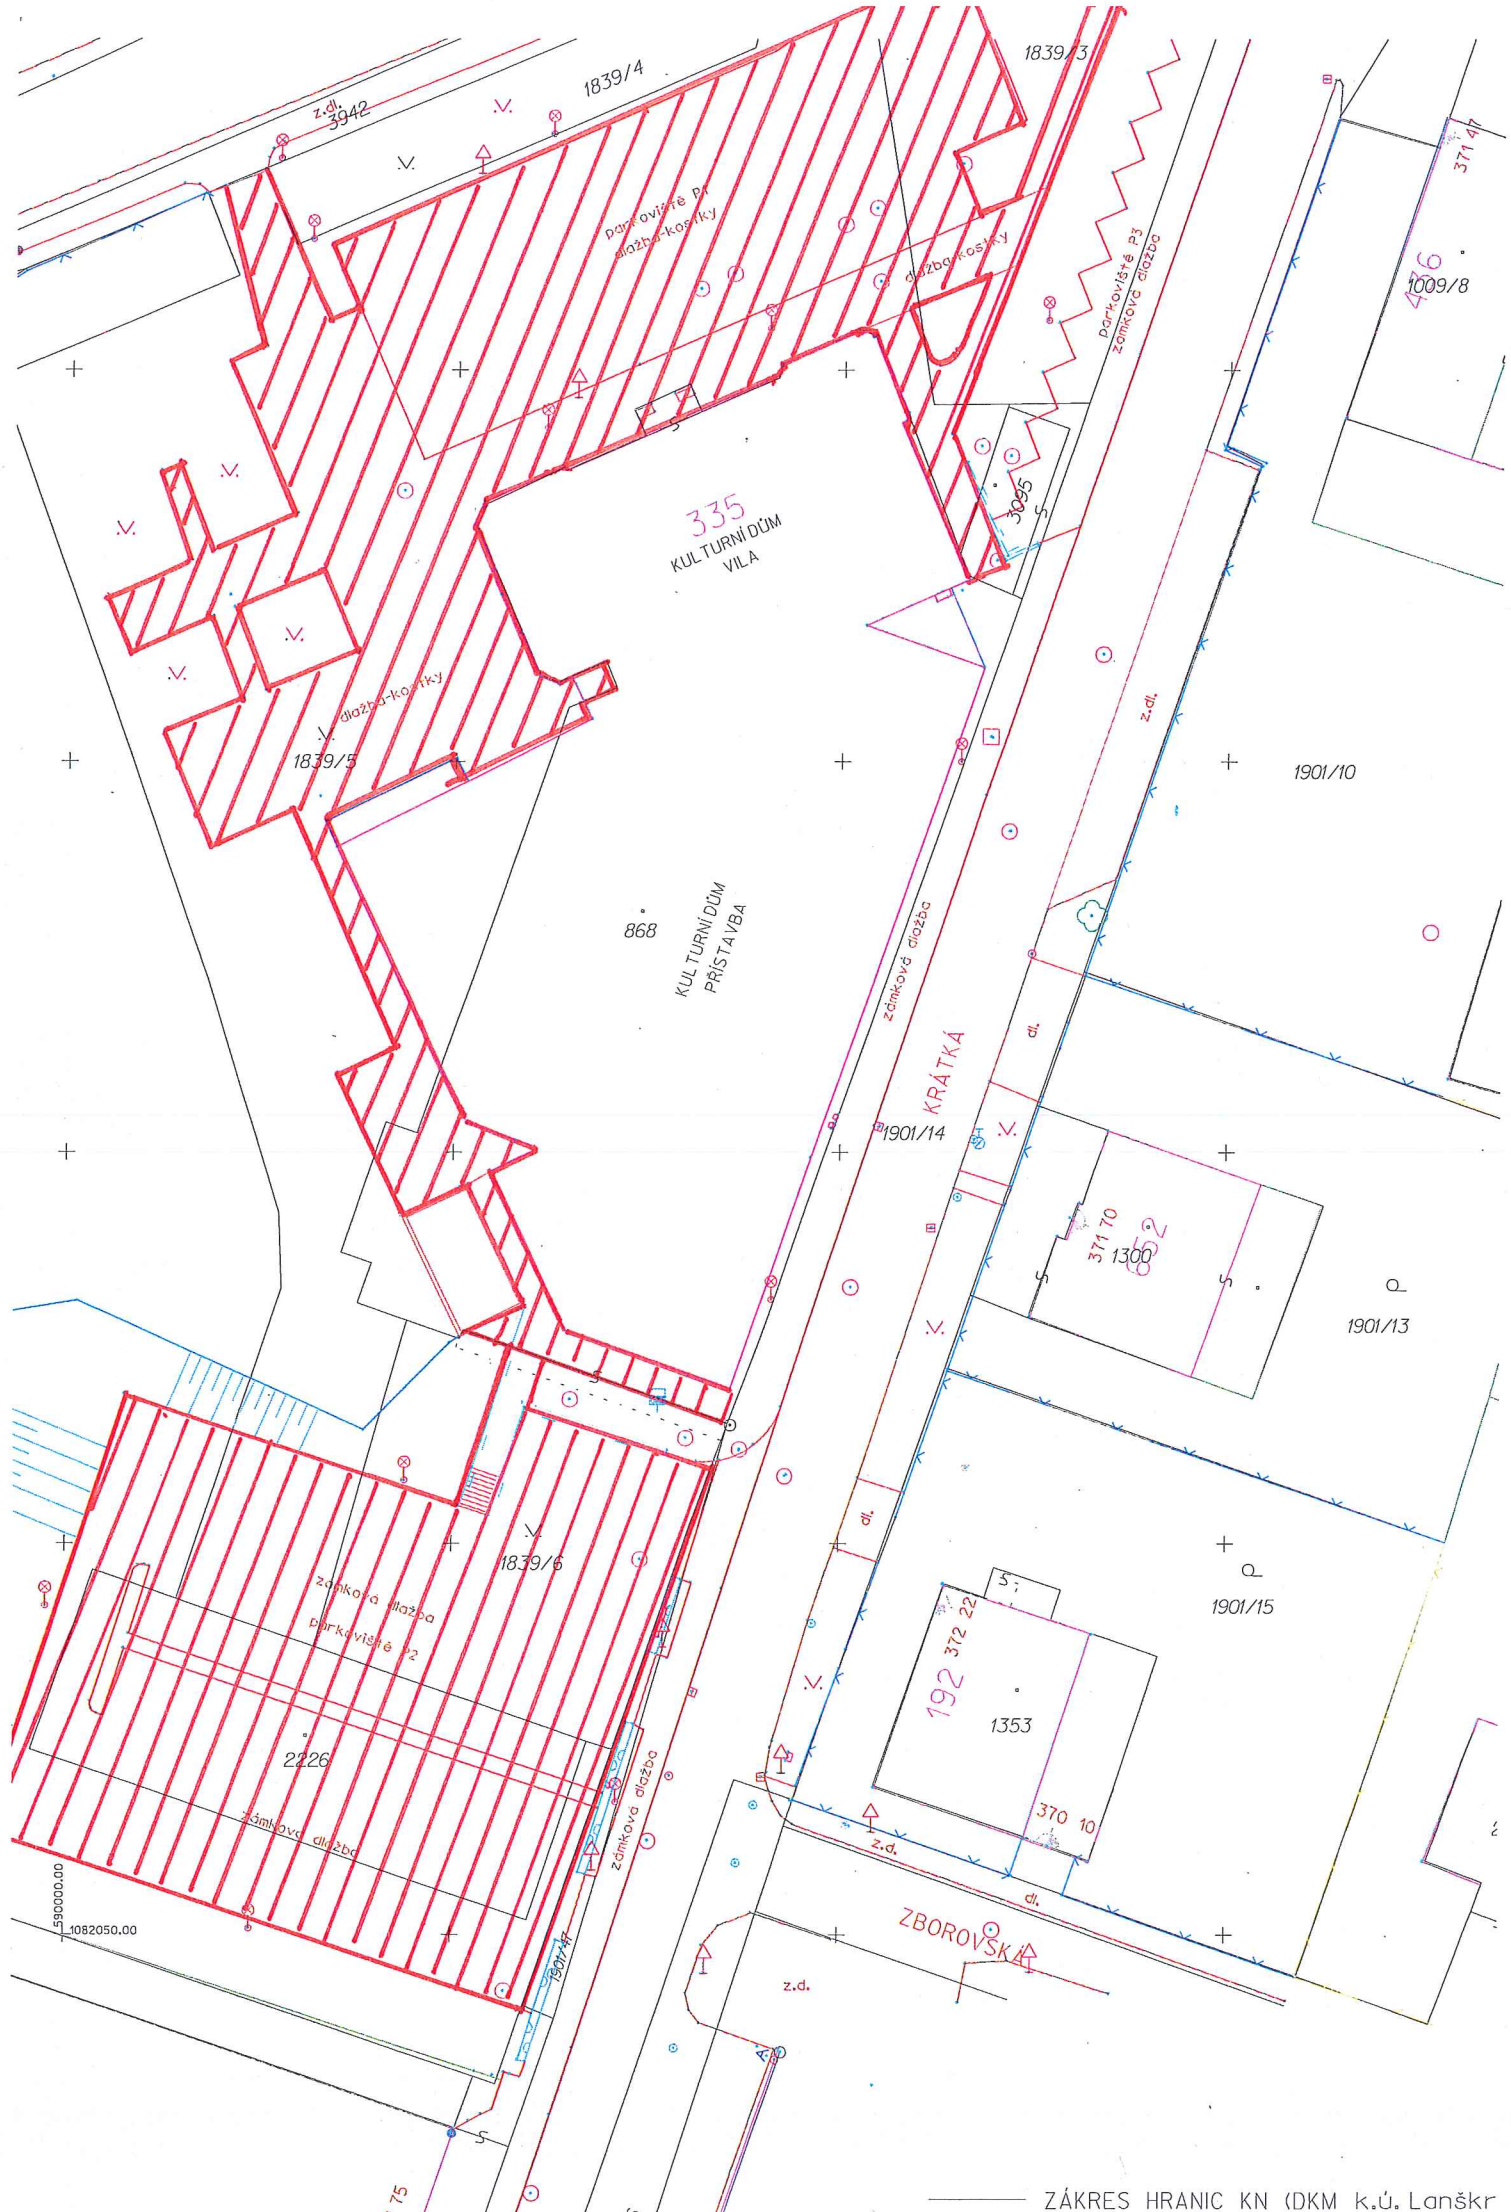 1839/4
1839/3
z.dl.
3942
371 47
parkoviště P1
dlažba-kostky
dlažba-kostky
parkoviště P3
zámková dlažba
436
1009/8
335
KULTURNÍ DŮM
VILA
3095
S
S
dlažba-kostky
1839/5
z.dl.
1901/10
868
KULTURNÍ DŮM
PŘÍSTAVBA
zámková dlažba
KRÁTKÁ
dl.
1901/14
371 70
652
1300
S
S
1901/13
S
dl.
1839/6
zámková dlažba
parkoviště P2
S
1901/15
372 22
192
1353
2226
zámková dlažba
zámková dlažba
370 10
z.d.
dl.
590000.00
1082050.00
ZBOROVSKÁ
1901/47
z.d.
S
75
ZÁKRES HRANIC KN (DKM k.ú. Lanškr